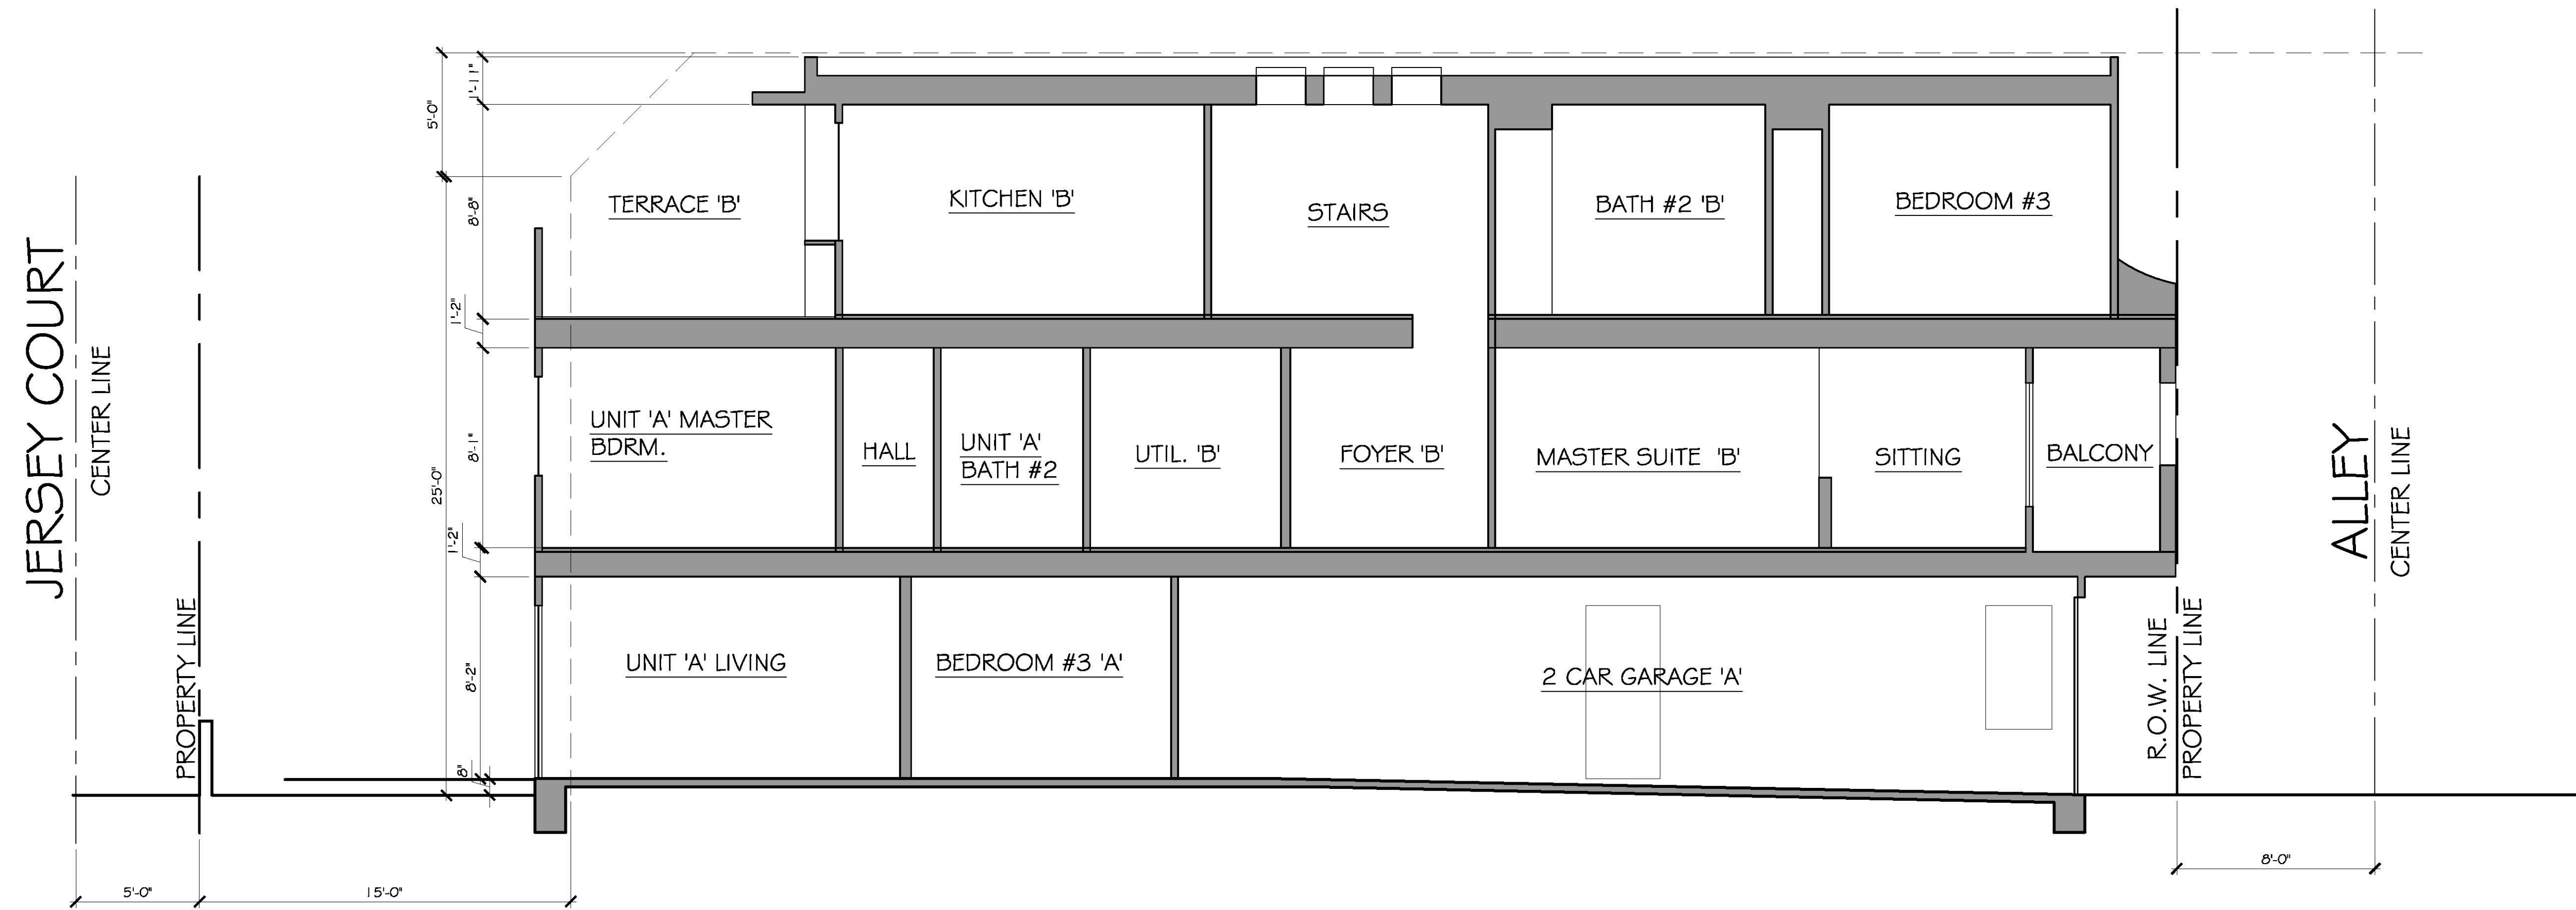 1'-11"
5'-0"
8'-8"
1'-2"
25'-0"
8'-1"
1'-2"
8'-2"
8"
JERSEY COURT
CENTER LINE
PROPERTY LINE
TERRACE 'B'
KITCHEN 'B'
STAIRS
BATH #2 'B'
BEDROOM #3
UNIT 'A' MASTER
BDRM.
HALL
UNIT 'A'
BATH #2
UTIL. 'B'
FOYER 'B'
MASTER SUITE 'B'
SITTING
BALCONY
UNIT 'A' LIVING
BEDROOM #3 'A'
2 CAR GARAGE 'A'
R.O.W. LINE
PROPERTY LINE
ALLEY
CENTER LINE
5'-0"
15'-0"
8'-0"